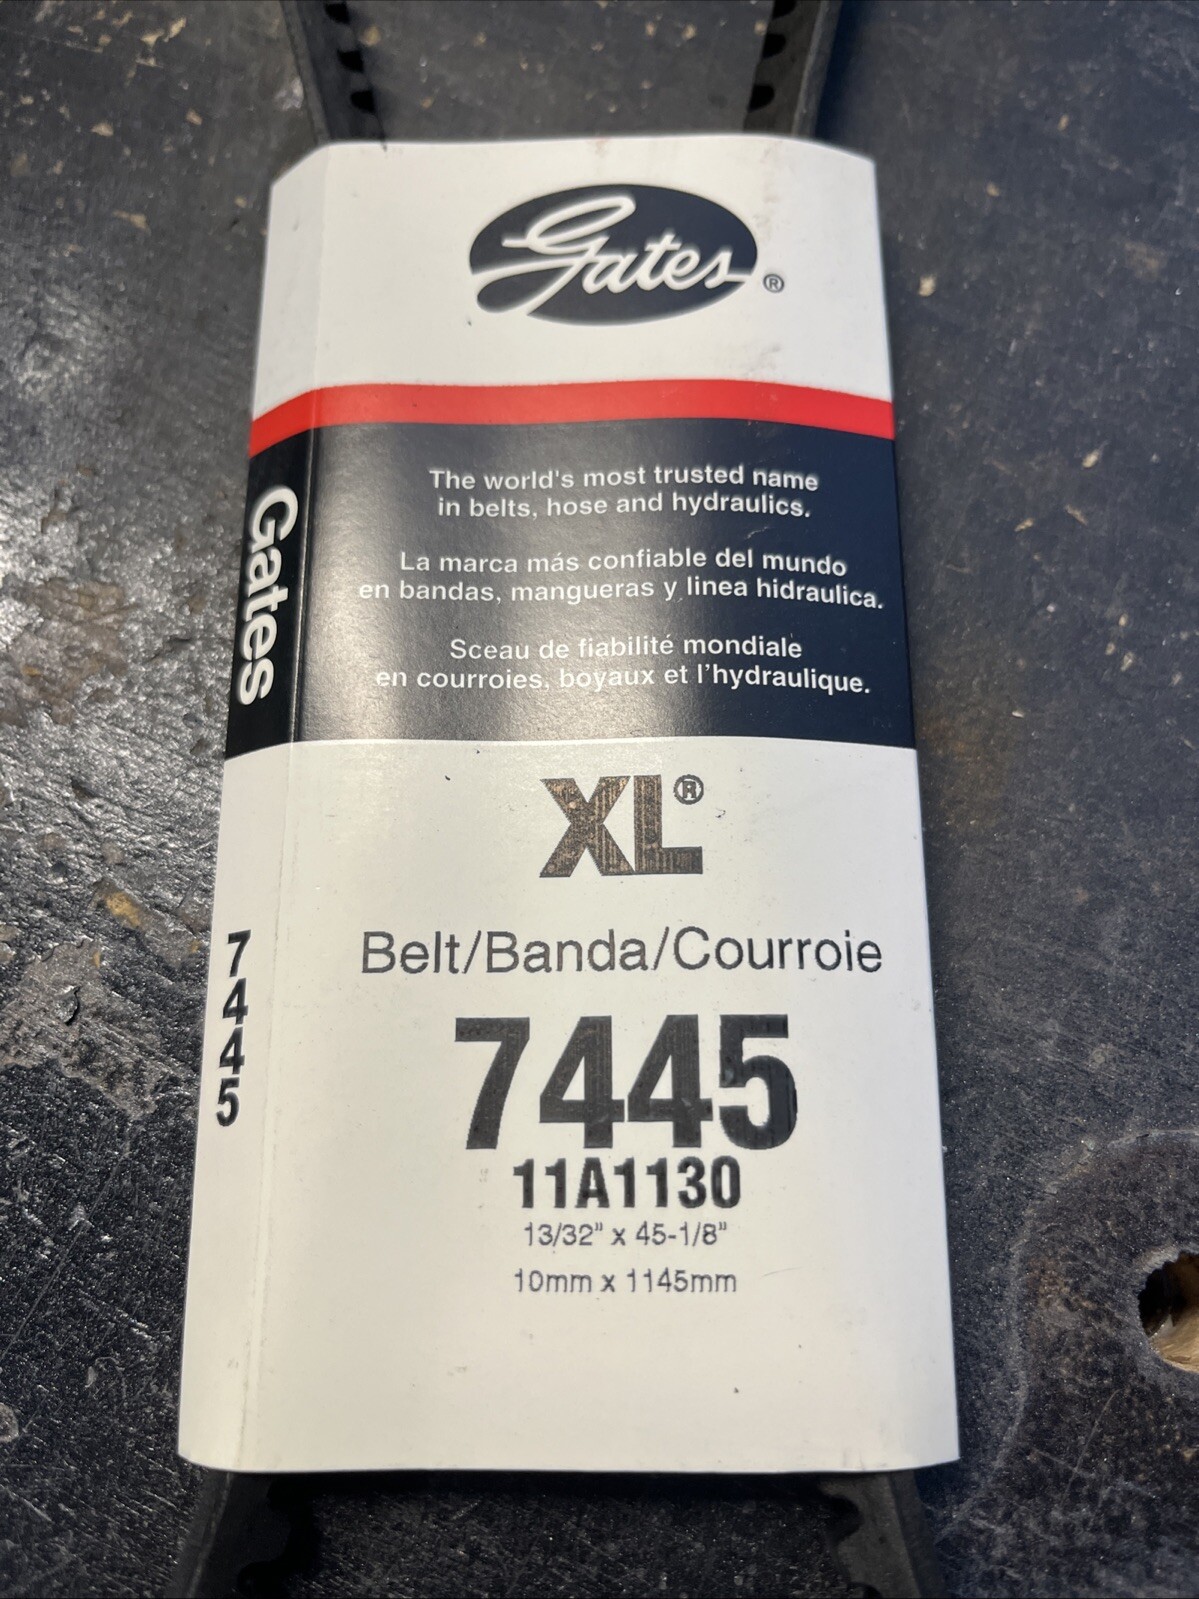 Gates®
The world's most trusted name
in belts, hose and hydraulics.
La marca más confiable del mundo
en bandas, mangueras y linea hidraulica.
Sceau de fiabilité mondiale
en courroies, boyaux et l'hydraulique.
Gates
XL®
Belt/Banda/Courroie
7445
11A1130
13/32" x 45-1/8"
10mm x 1145mm
7445